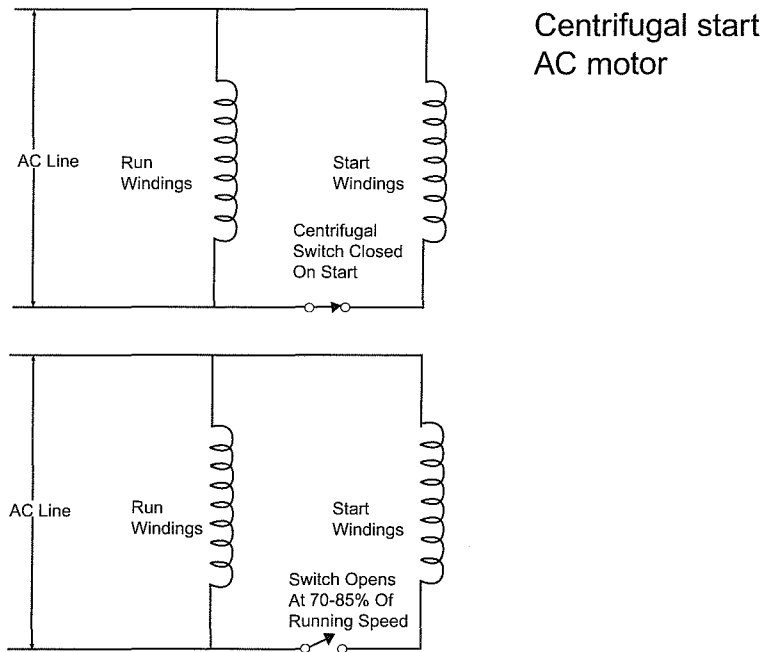 Centrifugal start
AC motor
AC Line
Run
Windings
Start
Windings
Centrifugal
Switch Closed
On Start
AC Line
Run
Windings
Start
Windings
Switch Opens
At 70-85% Of
Running Speed